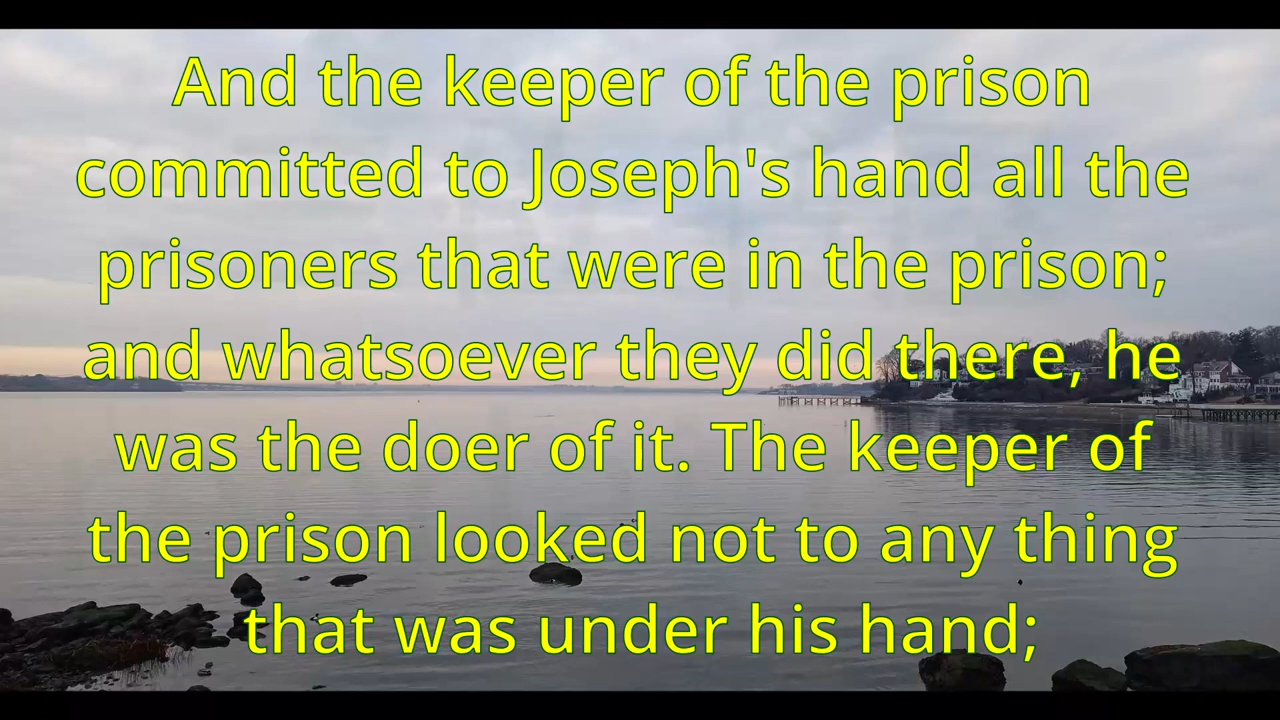 And the keeper of the prison
committed to Joseph's hand all the
prisoners that were in the prison;
and whatsoever they did there, he
was the doer of it. The keeper of
the prison looked not to any thing
that was under his hand;